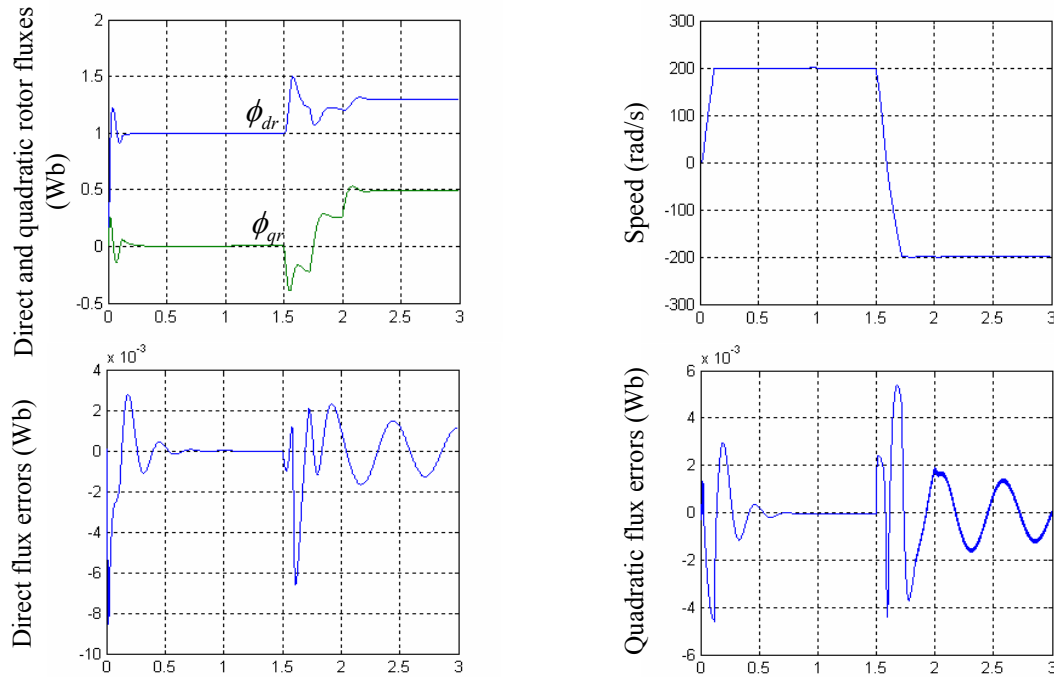 Direct and quadratic rotor fluxes
(Wb)
2
1.5
1
0.5
0
-0.5
ϕdr
ϕqr
0 0.5 1 1.5 2 2.5 3
Speed (rad/s)
300
200
100
0
-100
-200
-300
0 0.5 1 1.5 2 2.5 3
Direct flux errors (Wb)
x 10-3
4
2
0
-2
-4
-6
-8
-10
0 0.5 1 1.5 2 2.5 3
Quadratic flux errors (Wb)
x 10-3
6
4
2
0
-2
-4
-6
0 0.5 1 1.5 2 2.5 3